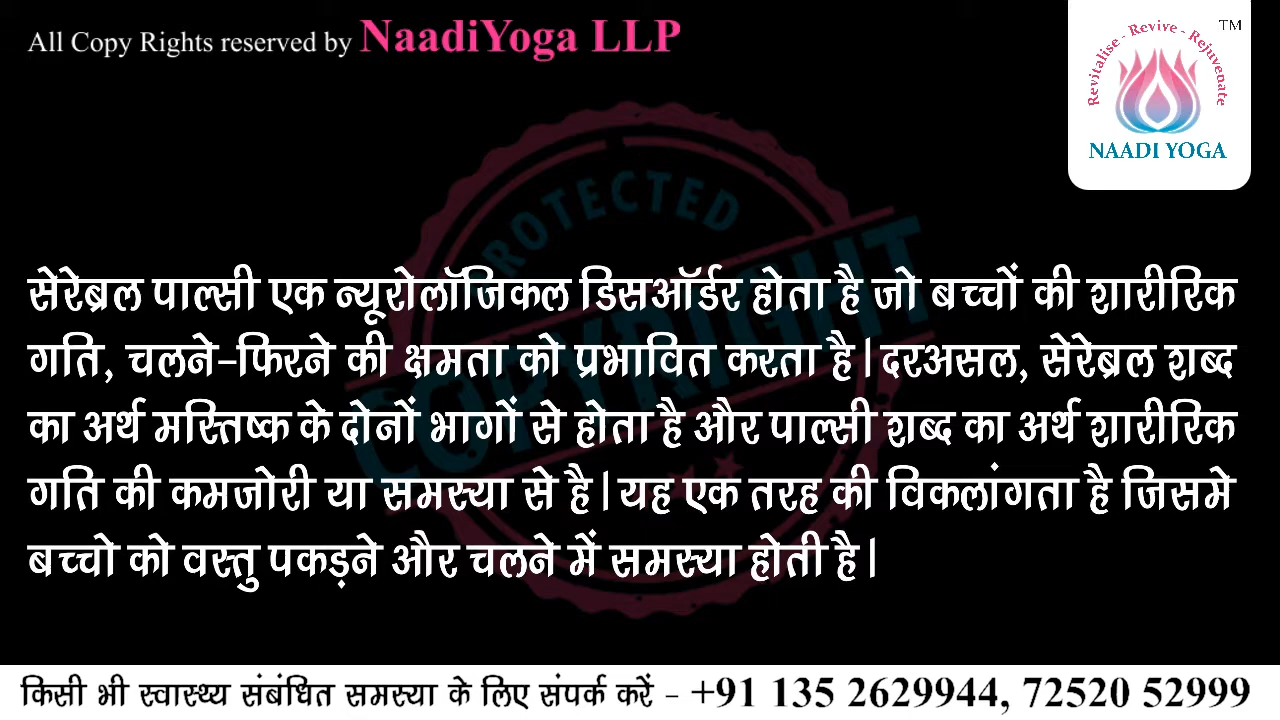 All Copy Rights reserved by NaadiYoga LLP
TM
Revitalise - Revive - Rejuvenate
NAADI YOGA
PROTECTED
COPYRIGHT
सेरेब्रल पाल्सी एक न्यूरोलॉजिकल डिसऑर्डर होता है जो बच्चों की शारीरिक
गति, चलने-फिरने की क्षमता को प्रभावित करता है। दरअसल, सेरेब्रल शब्द
का अर्थ मस्तिष्क के दोनों भागों से होता है और पाल्सी शब्द का अर्थ शारीरिक
गति की कमजोरी या समस्या से है। यह एक तरह की विकलांगता है जिसमे
बच्चो को वस्तु पकड़ने और चलने में समस्या होती है।
किसी भी स्वास्थ्य संबंधित समस्या के लिए संपर्क करें - +91 135 2629944, 72520 52999